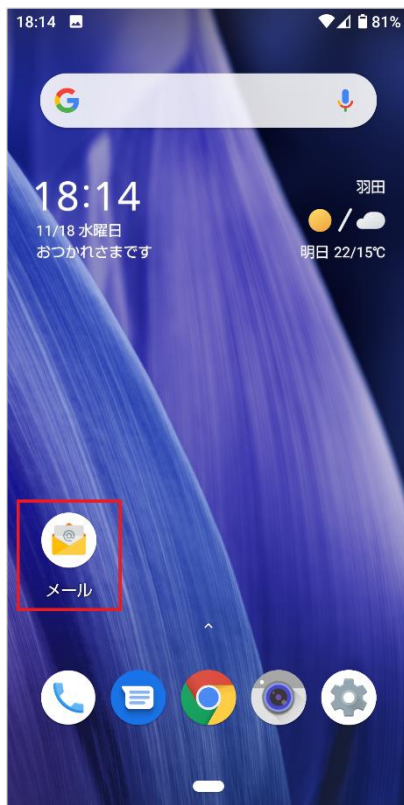 18:14 81%
18:14
11/18 水曜日
おつかれさまです
羽田
明日 22/15℃
メール